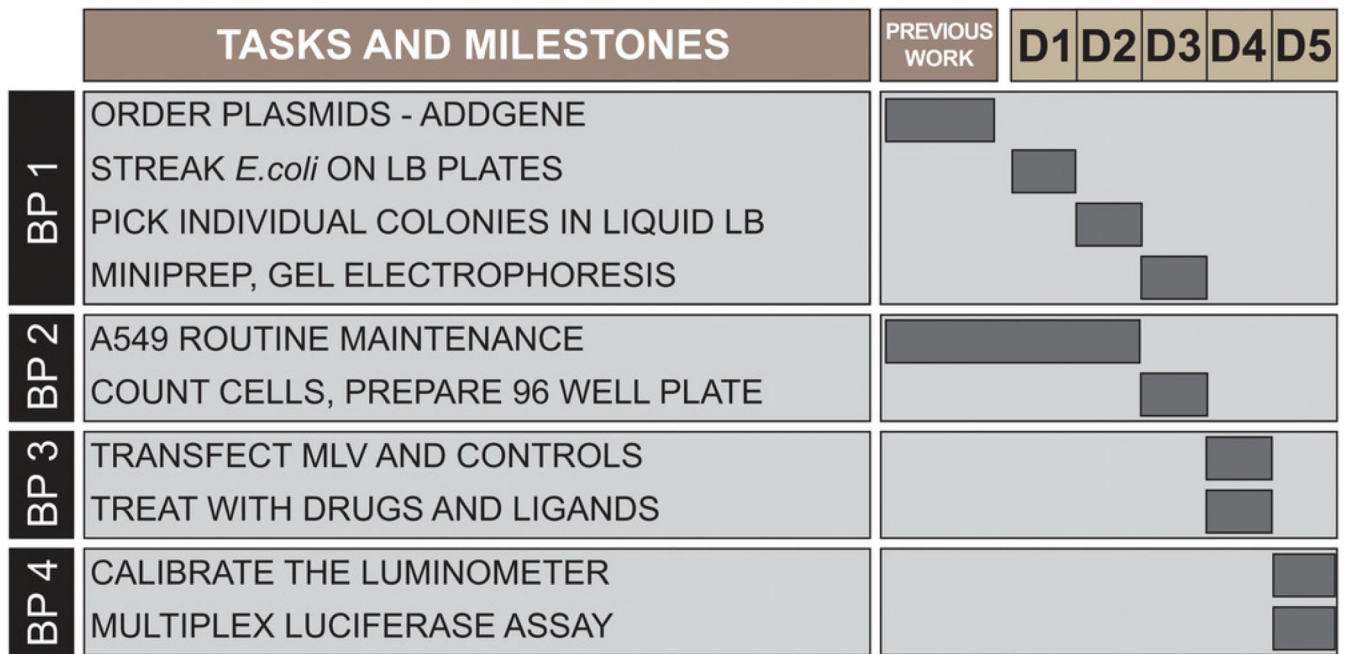 TASKS AND MILESTONES
PREVIOUS
WORK
D1 D2 D3 D4 D5
BP 1
ORDER PLASMIDS - ADDGENE
STREAK E.coli ON LB PLATES
PICK INDIVIDUAL COLONIES IN LIQUID LB
MINIPREP, GEL ELECTROPHORESIS
BP 2
A549 ROUTINE MAINTENANCE
COUNT CELLS, PREPARE 96 WELL PLATE
BP 3
TRANSFECT MLV AND CONTROLS
TREAT WITH DRUGS AND LIGANDS
BP 4
CALIBRATE THE LUMINOMETER
MULTIPLEX LUCIFERASE ASSAY